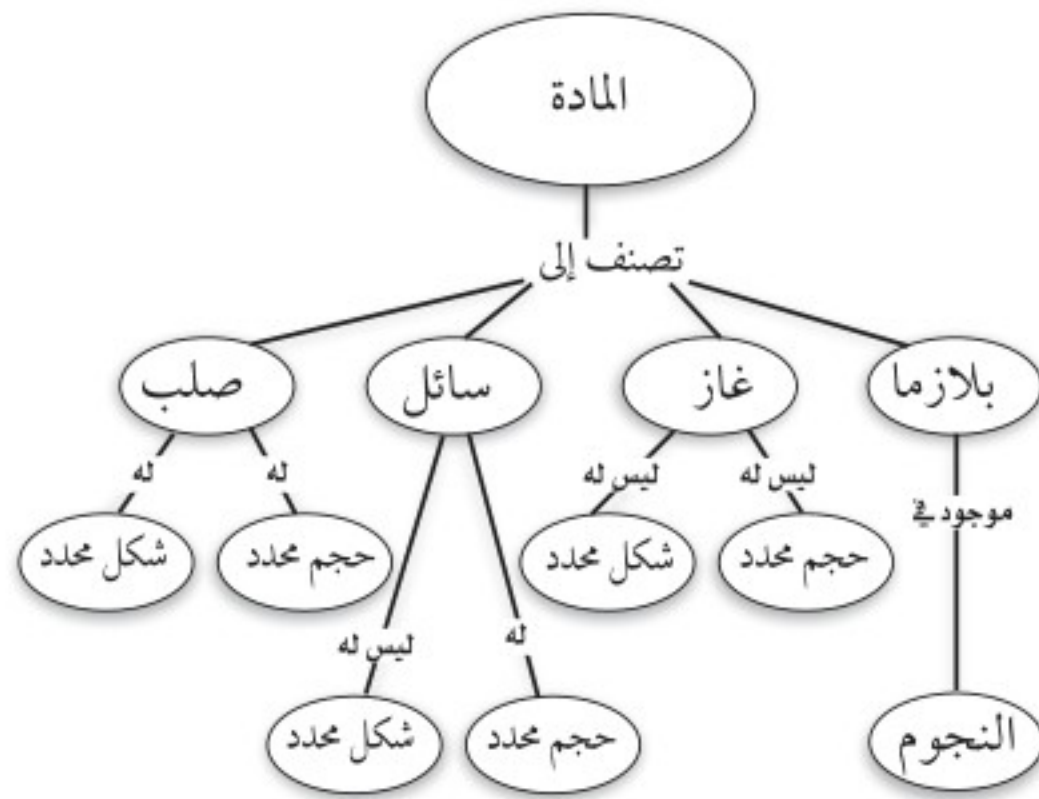 المادة
تصنف إلى
بلازما
غاز
سائل
صلب
موجود في
ليس له
ليس له
له
له
حجم محدد
شكل محدد
حجم محدد
شكل محدد
له
ليس له
النجوم
حجم محدد
شكل محدد